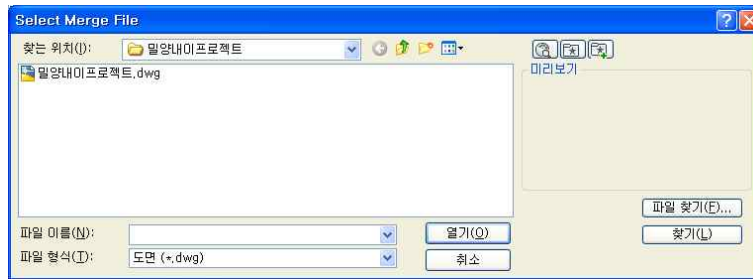 Select Merge File
찾는 위치(I): 밀양내이프로젝트
밀양내이프로젝트.dwg
미리보기
파일 찾기(F)...
파일 이름(N): 열기(O) 찾기(L)
파일 형식(T): 도면 (*.dwg) 취소